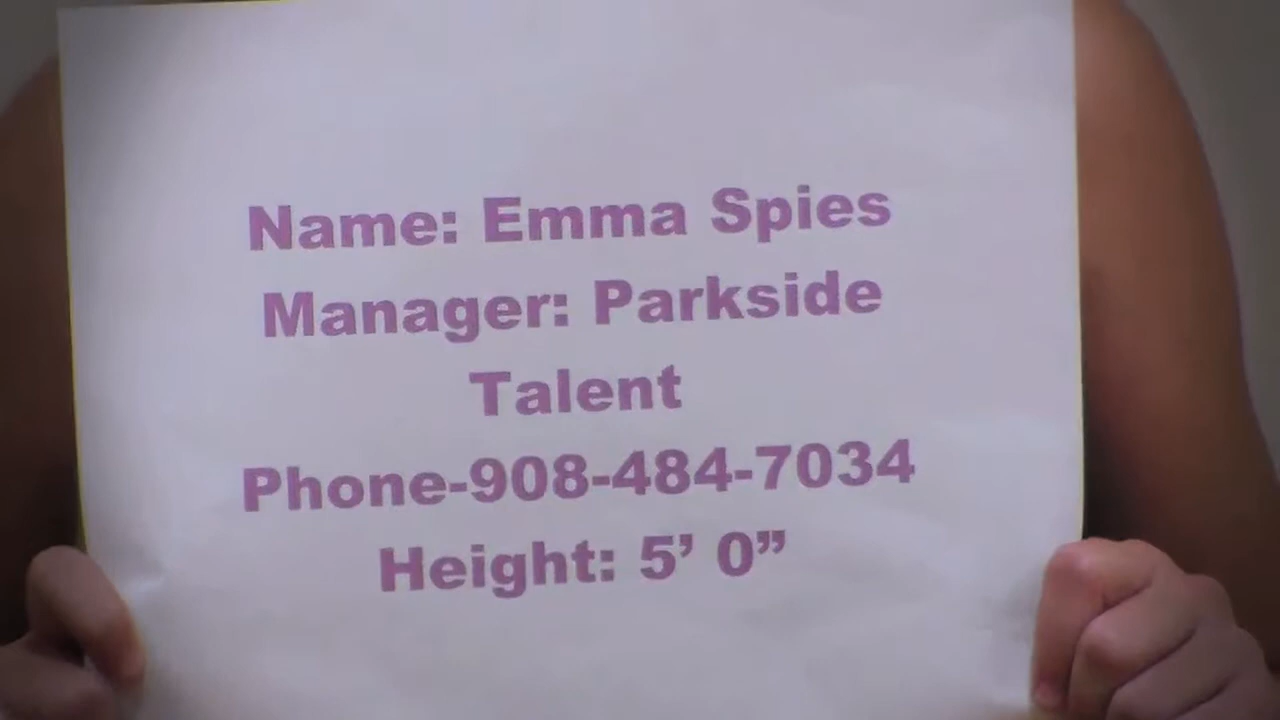 Name: Emma Spies
Manager: Parkside
Talent
Phone-908-484-7034
Height: 5’ 0”